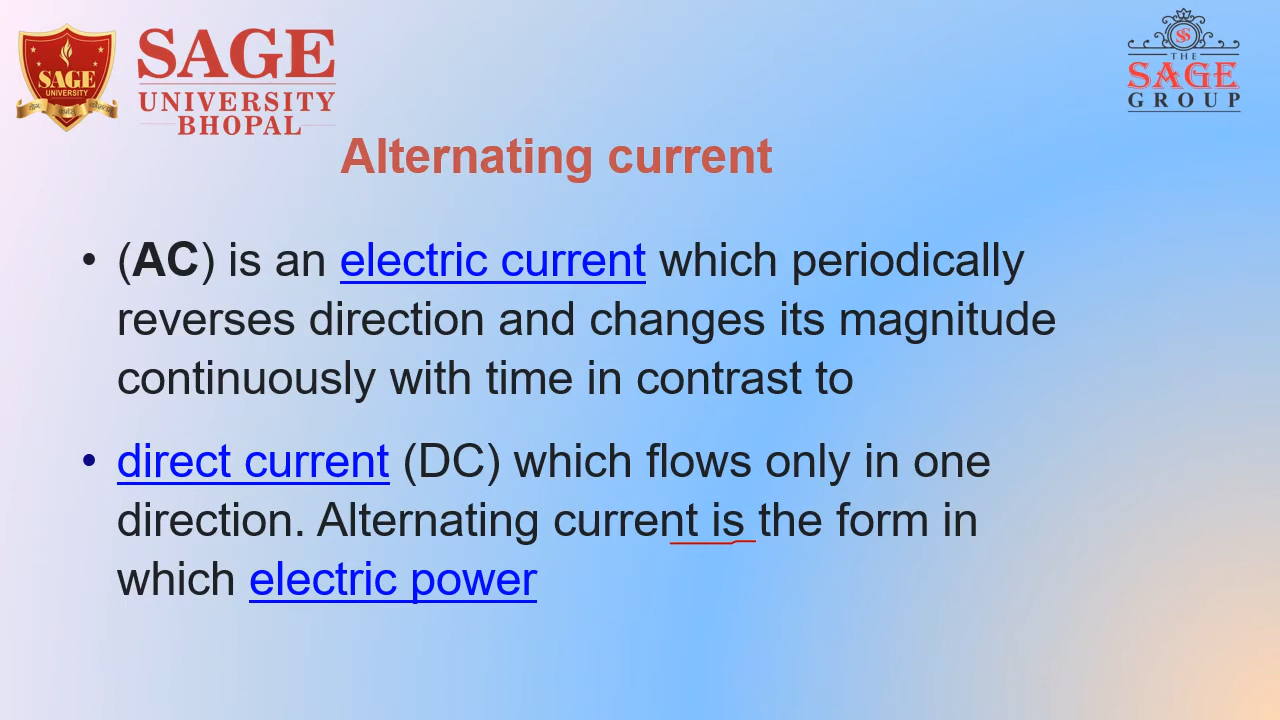 SAGE
UNIVERSITY
SAGE
UNIVERSITY
BHOPAL
THE
SAGE
GROUP
Alternating current
• (AC) is an electric current which periodically
reverses direction and changes its magnitude
continuously with time in contrast to
• direct current (DC) which flows only in one
direction. Alternating current is the form in
which electric power